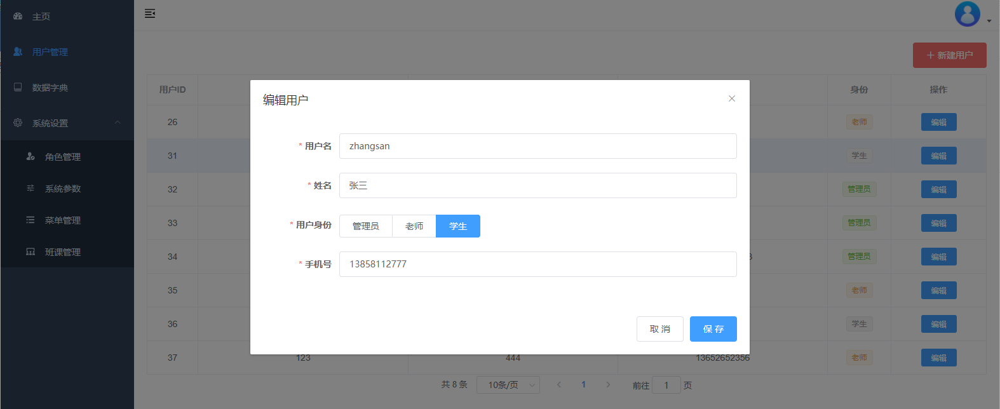 主页
用户管理
数据字典
系统设置
角色管理
系统参数
菜单管理
班课管理
+ 新建用户
用户ID 身份 操作
26 老师 编辑
31 学生 编辑
32 管理员 编辑
33 管理员 编辑
34 3 管理员 编辑
35 老师 编辑
36 学生 编辑
37 123 444 13652652356 老师 编辑
共 8 条 10条/页 1 前往 1 页
编辑用户
* 用户名 zhangsan
* 姓名 张三
* 用户身份 管理员 老师 学生
* 手机号 13858112777
取 消 保 存